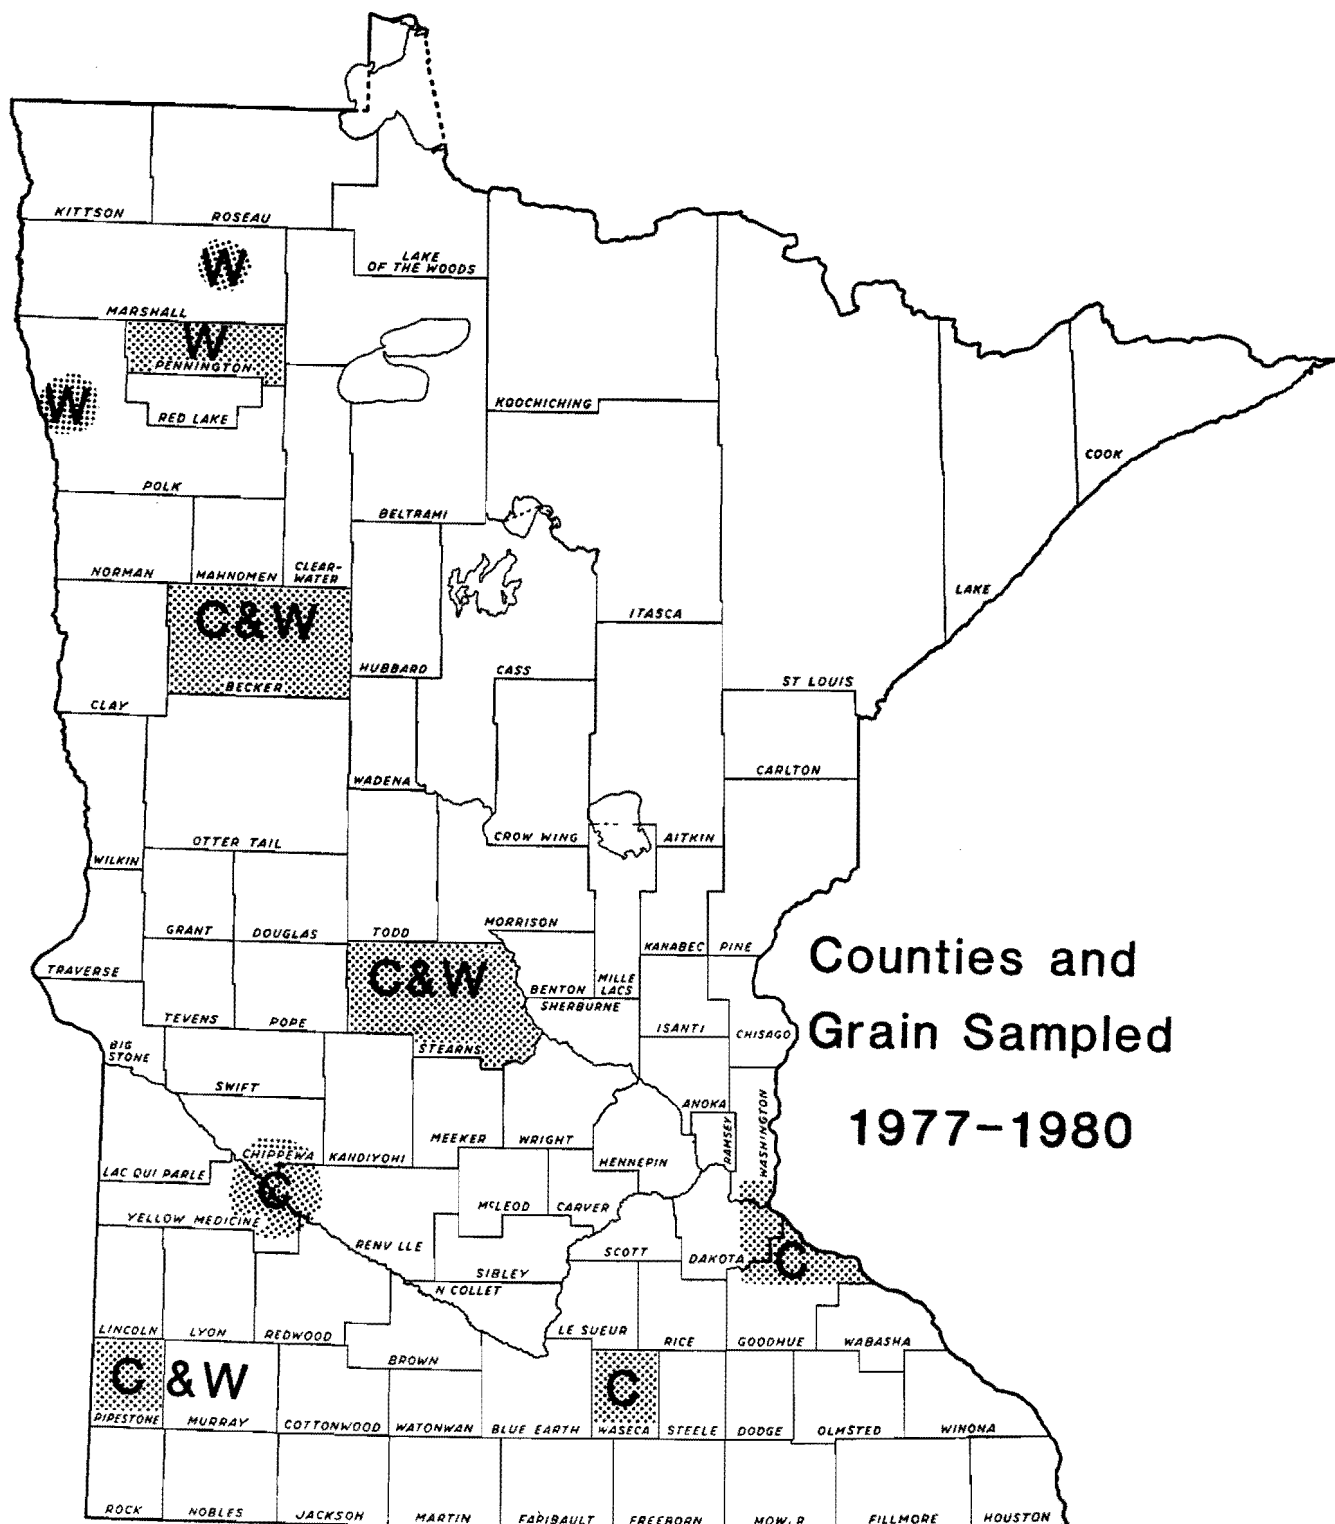 KITTSON
ROSEAU
LAKE
OF THE WOODS
W
MARSHALL
W
PENNINGTON
W
RED LAKE
KOOCHICHING
COOK
POLK
BELTRAMI
NORMAN
MAHNOMEN
CLEAR-
WATER
LAKE
C&W
ITASCA
HUBBARD
CASS
BECKER
ST LOUIS
CLAY
WADENA
CARLTON
OTTER TAIL
CROW WING
AITKIN
WILKIN
GRANT
DOUGLAS
TODD
MORRISON
KANABEC
PINE
Counties and
Grain Sampled
1977-1980
TRAVERSE
C&W
BENTON
MILLE
LACS
SHERBURNE
TEVENS
POPE
ISANTI
CHISAGO
BIG
STONE
STEARNS
SWIFT
ANOKA
RAMSEY
WASHINGTON
MEEKER
WRIGHT
CHIPPEWA
KANDIYOHI
HENNEPIN
LAC QUI PARLE
C
McLEOD
CARVER
YELLOW MEDICINE
RENV LLE
SCOTT
DAKOTA
C
SIBLEY
N COLLET
LINCOLN
LYON
REDWOOD
LE SUEUR
RICE
GOODHUE
WABASHA
BROWN
C &W
C
PIPESTONE
MURRAY
COTTONWOOD
WATONWAN
BLUE EARTH
WASECA
STEELE
DODGE
OLMSTED
WINONA
ROCK
NOBLES
JACKSON
MARTIN
FARIBAULT
FREEBORN
MOW R
FILLMORE
HOUSTON